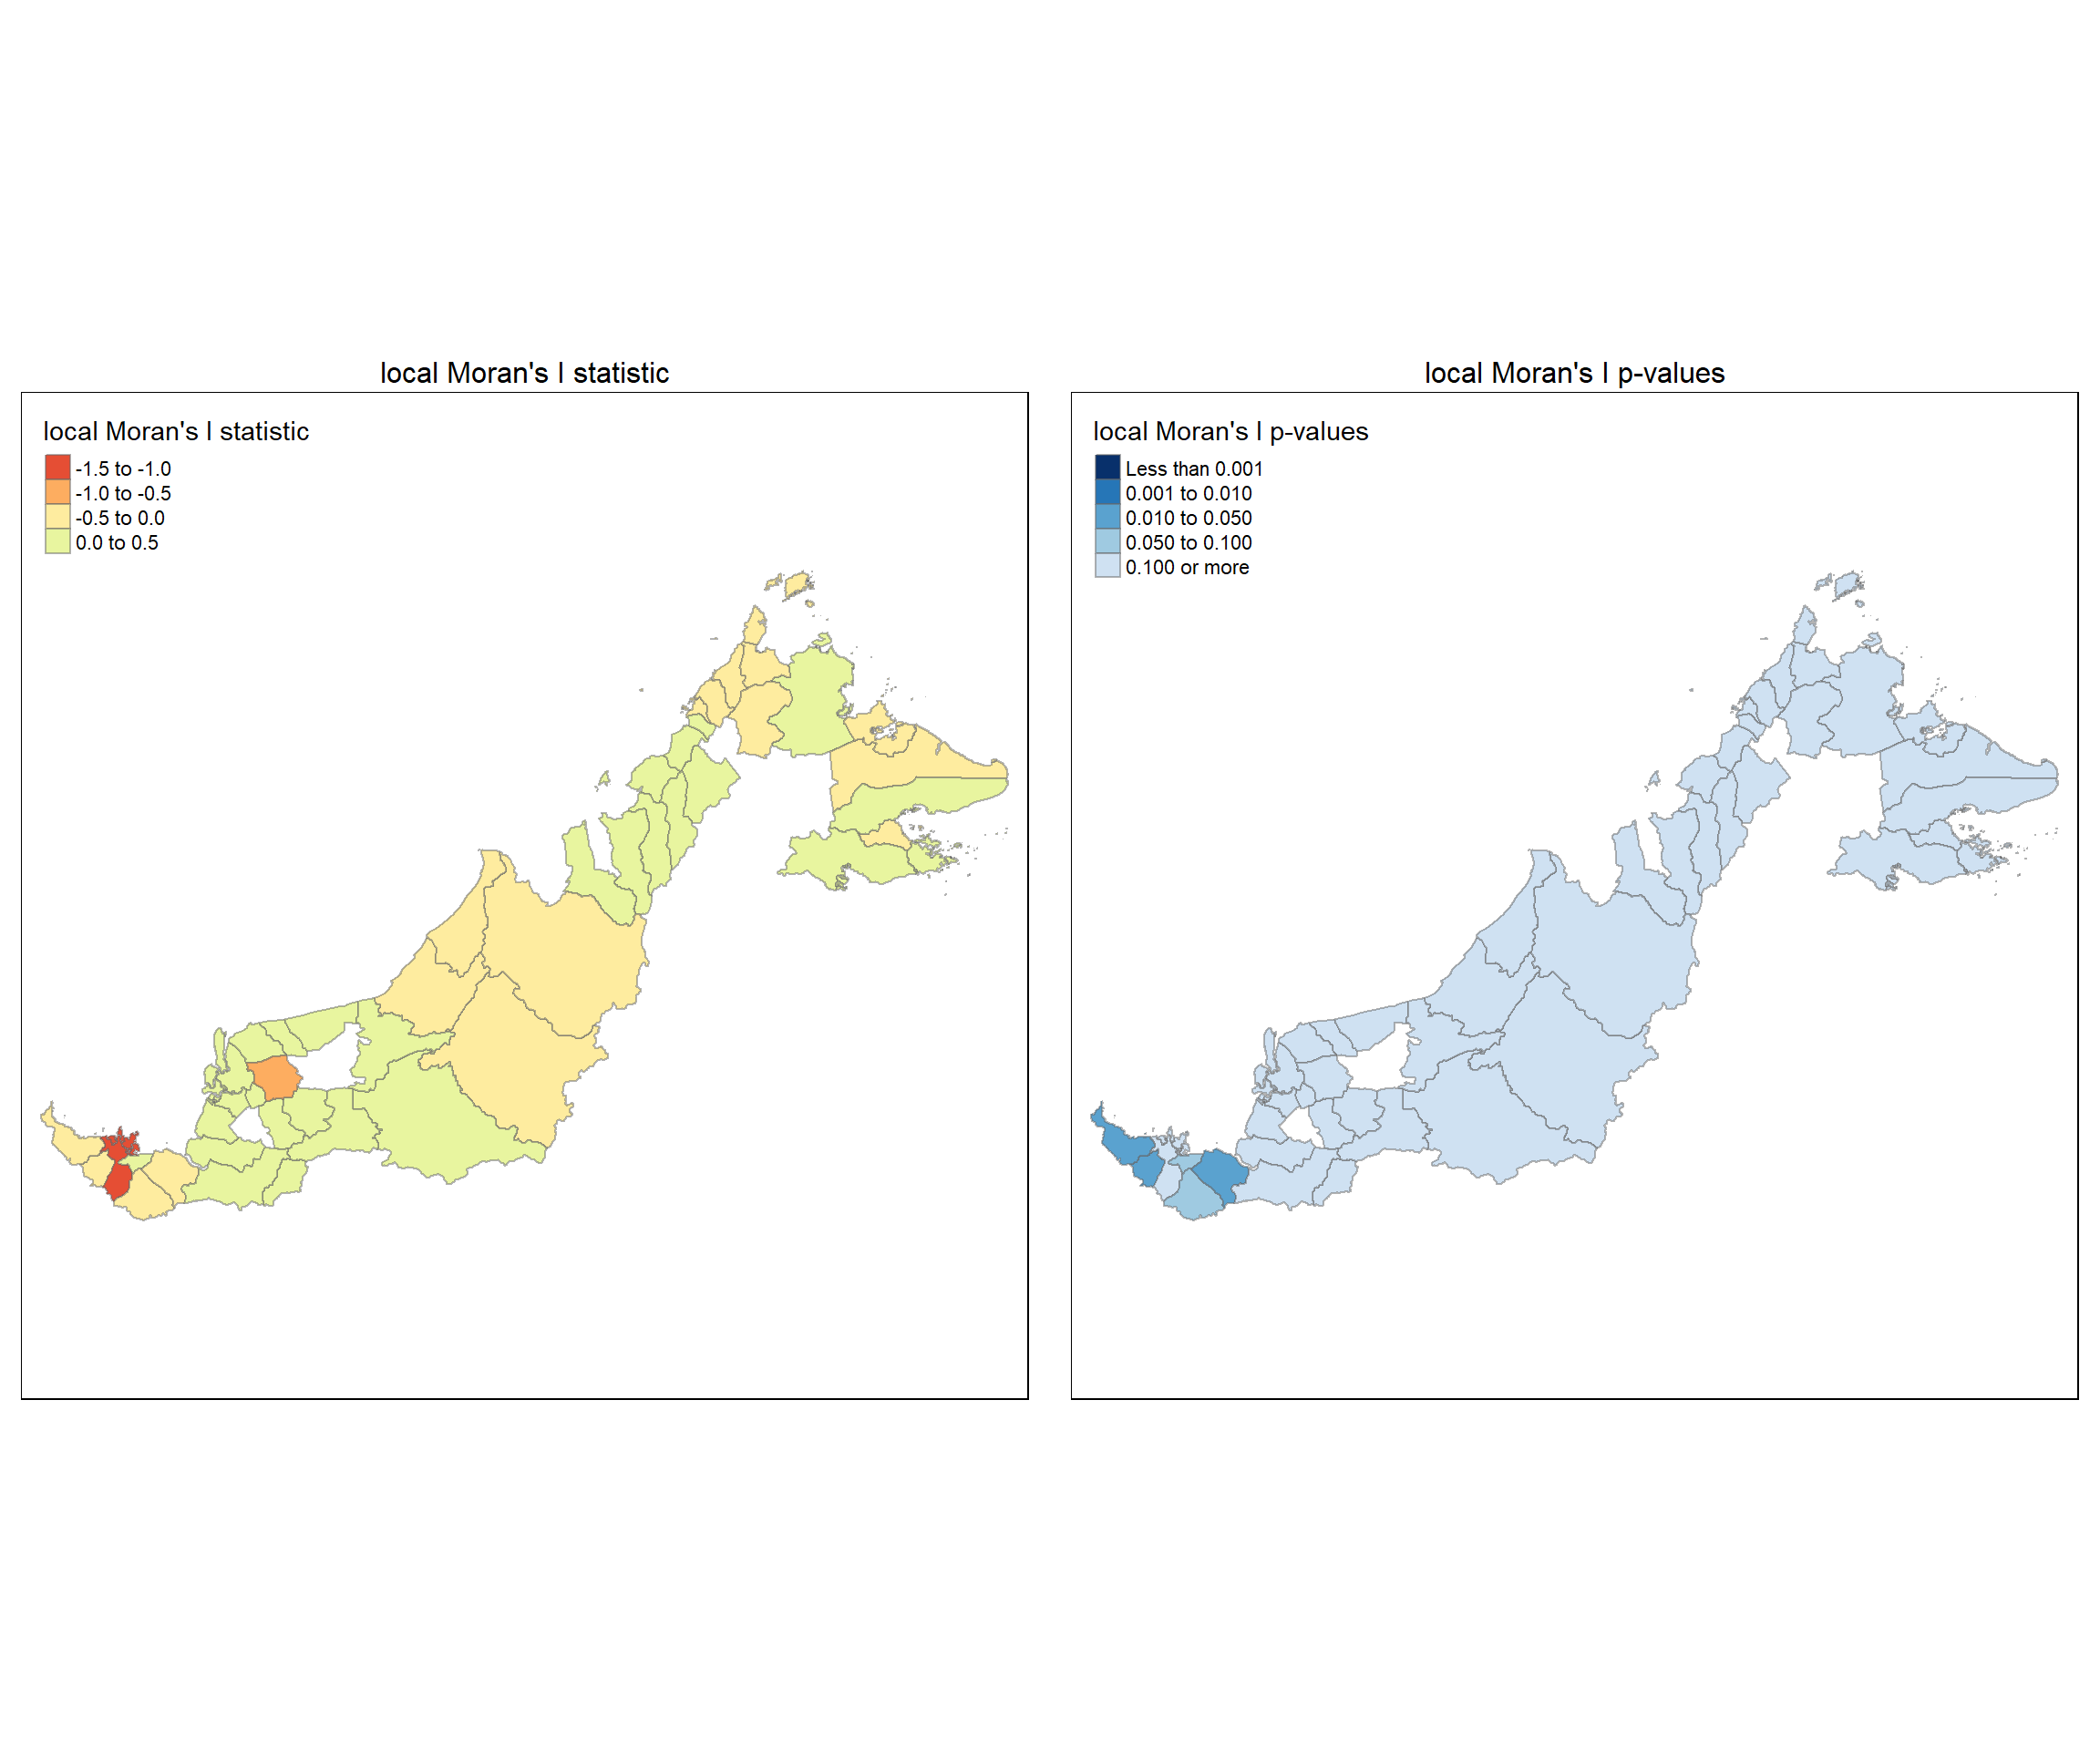 local Moran's I statistic
local Moran's I statistic
-1.5 to -1.0
-1.0 to -0.5
-0.5 to 0.0
0.0 to 0.5
local Moran's I p-values
local Moran's I p-values
Less than 0.001
0.001 to 0.010
0.010 to 0.050
0.050 to 0.100
0.100 or more